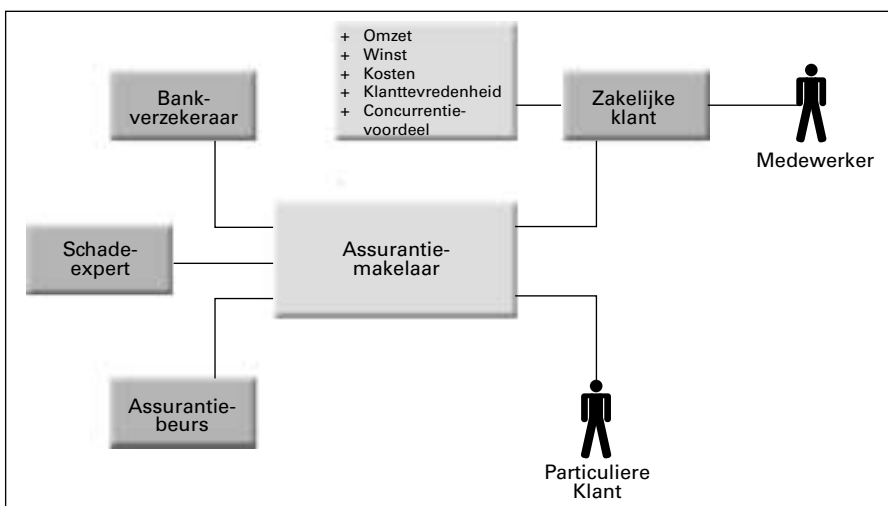 + Omzet
+ Winst
+ Kosten
+ Klanttevredenheid
+ Concurrentie-
voordeel
Bank-
verzekeraar
Zakelijke
klant
Medewerker
Schade-
expert
Assurantie-
makelaar
Assurantie-
beurs
Particuliere
Klant